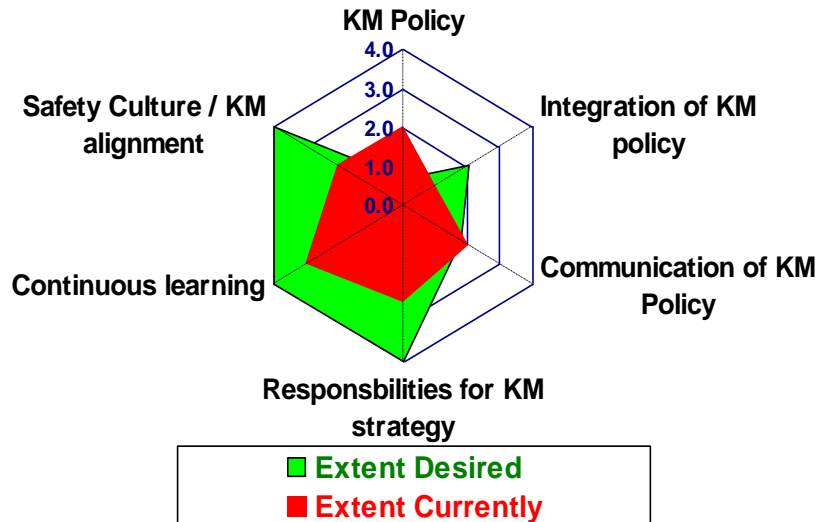 KM Policy
4.0
3.0
2.0
1.0
0.0
Safety Culture / KM
alignment
Integration of KM
policy
Continuous learning
Communication of KM
Policy
Responsbilities for KM
strategy
Extent Desired
Extent Currently